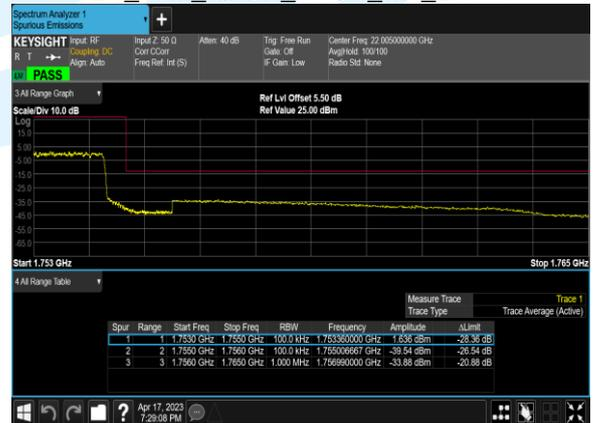 Spectrum Analyzer 1
Spurious Emissions
KEYSIGHT Input: RF Input Z: 50 Ω Atten: 40 dB Trig: Free Run Center Freq: 22.005000000 GHz
R T Coupling: DC Corr CCorr Gate: Off Avg|Hold: 100/100
Align: Auto Freq Ref: Int (S) IF Gain: Low Radio Std: None
PASS
3 All Range Graph
Ref Lvl Offset 5.50 dB
Scale/Div 10.0 dB Ref Value 25.00 dBm
Log
15.0
5.00
-5.00
-15.0
-25.0
-35.0
-45.0
-55.0
-65.0
Start 1.753 GHz Stop 1.765 GHz
4 All Range Table
Measure Trace Trace 1
Trace Type Trace Average (Active)
Spur Range Start Freq Stop Freq RBW Frequency Amplitude ΔLimit
1 1 1.7530 GHz 1.7550 GHz 100.0 kHz 1.753360000 GHz 1.636 dBm -28.36 dB
2 2 1.7550 GHz 1.7560 GHz 100.0 kHz 1.755006667 GHz -39.54 dBm -26.54 dB
3 3 1.7560 GHz 1.7650 GHz 1.000 MHz 1.756990000 GHz -33.88 dBm -20.88 dB
Apr 17, 2023
7:29:08 PM